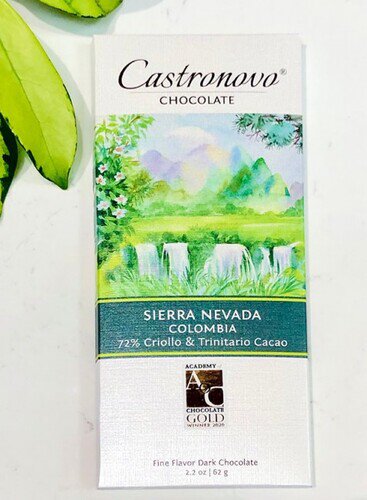 Castronovo®
CHOCOLATE
SIERRA NEVADA
COLOMBIA
72% Criollo & Trinitario Cacao
ACADEMY of
A&C
CHOCOLATE
GOLD
WINNER 2020
Fine Flavor Dark Chocolate
2.2 oz | 62 g